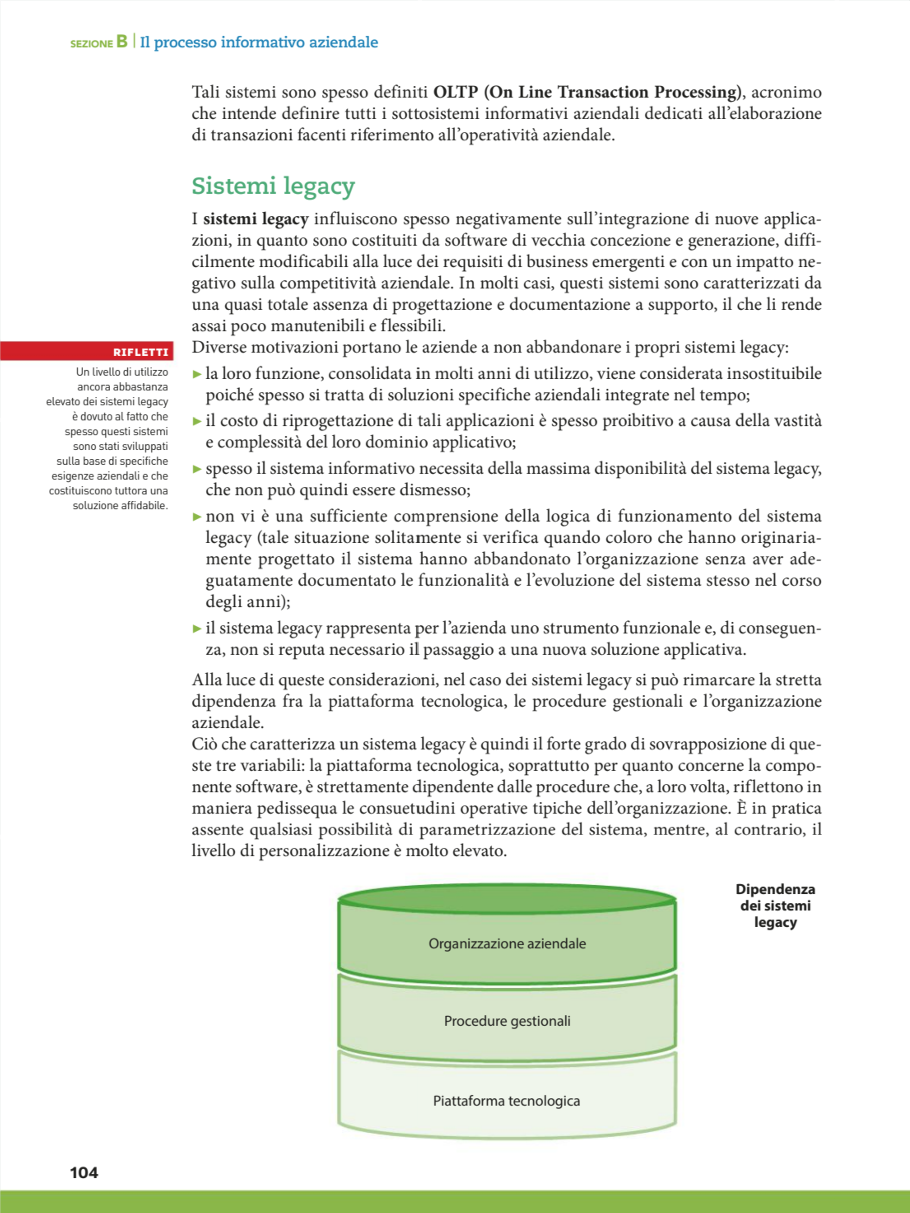 SEZIONE B | Il processo informativo aziendale
Tali sistemi sono spesso definiti OLTP (On Line Transaction Processing), acronimo
che intende definire tutti i sottosistemi informativi aziendali dedicati all’elaborazione
di transazioni facenti riferimento all’operatività aziendale.
Sistemi legacy
I sistemi legacy influiscono spesso negativamente sull’integrazione di nuove applica-
zioni, in quanto sono costituiti da software di vecchia concezione e generazione, diffi-
cilmente modificabili alla luce dei requisiti di business emergenti e con un impatto ne-
gativo sulla competitività aziendale. In molti casi, questi sistemi sono caratterizzati da
una quasi totale assenza di progettazione e documentazione a supporto, il che li rende
assai poco manutenibili e flessibili.
Diverse motivazioni portano le aziende a non abbandonare i propri sistemi legacy:
▶ la loro funzione, consolidata in molti anni di utilizzo, viene considerata insostituibile
poiché spesso si tratta di soluzioni specifiche aziendali integrate nel tempo;
▶ il costo di riprogettazione di tali applicazioni è spesso proibitivo a causa della vastità
e complessità del loro dominio applicativo;
▶ spesso il sistema informativo necessita della massima disponibilità del sistema legacy,
che non può quindi essere dismesso;
▶ non vi è una sufficiente comprensione della logica di funzionamento del sistema
legacy (tale situazione solitamente si verifica quando coloro che hanno originaria-
mente progettato il sistema hanno abbandonato l’organizzazione senza aver ade-
guatamente documentato le funzionalità e l’evoluzione del sistema stesso nel corso
degli anni);
▶ il sistema legacy rappresenta per l’azienda uno strumento funzionale e, di conseguen-
za, non si reputa necessario il passaggio a una nuova soluzione applicativa.
RIFLETTI
Un livello di utilizzo
ancora abbastanza
elevato dei sistemi legacy
è dovuto al fatto che
spesso questi sistemi
sono stati sviluppati
sulla base di specifiche
esigenze aziendali e che
costituiscono tuttora una
soluzione affidabile.
Alla luce di queste considerazioni, nel caso dei sistemi legacy si può rimarcare la stretta
dipendenza fra la piattaforma tecnologica, le procedure gestionali e l’organizzazione
aziendale.
Ciò che caratterizza un sistema legacy è quindi il forte grado di sovrapposizione di que-
ste tre variabili: la piattaforma tecnologica, soprattutto per quanto concerne la compo-
nente software, è strettamente dipendente dalle procedure che, a loro volta, riflettono in
maniera pedissequa le consuetudini operative tipiche dell’organizzazione. È in pratica
assente qualsiasi possibilità di parametrizzazione del sistema, mentre, al contrario, il
livello di personalizzazione è molto elevato.
Dipendenza
dei sistemi
legacy
Organizzazione aziendale
Procedure gestionali
Piattaforma tecnologica
104